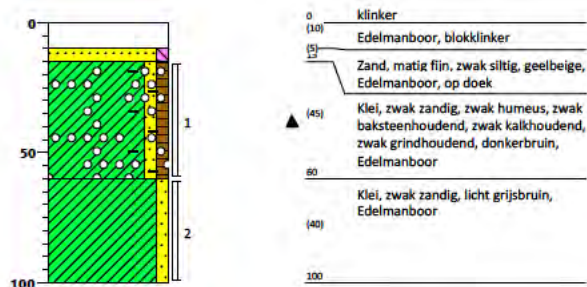 0
50
100
1
2
0
klinker
(10)
Edelmanboor, blokklinker
(5)
Zand, matig fijn, zwak siltig, geelbeige,
Edelmanboor, op doek
(45)
Klei, zwak zandig, zwak humeus, zwak
baksteenhoudend, zwak kalkhoudend,
zwak grindhoudend, donkerbruin,
Edelmanboor
60
Klei, zwak zandig, licht grijsbruin,
Edelmanboor
(40)
100